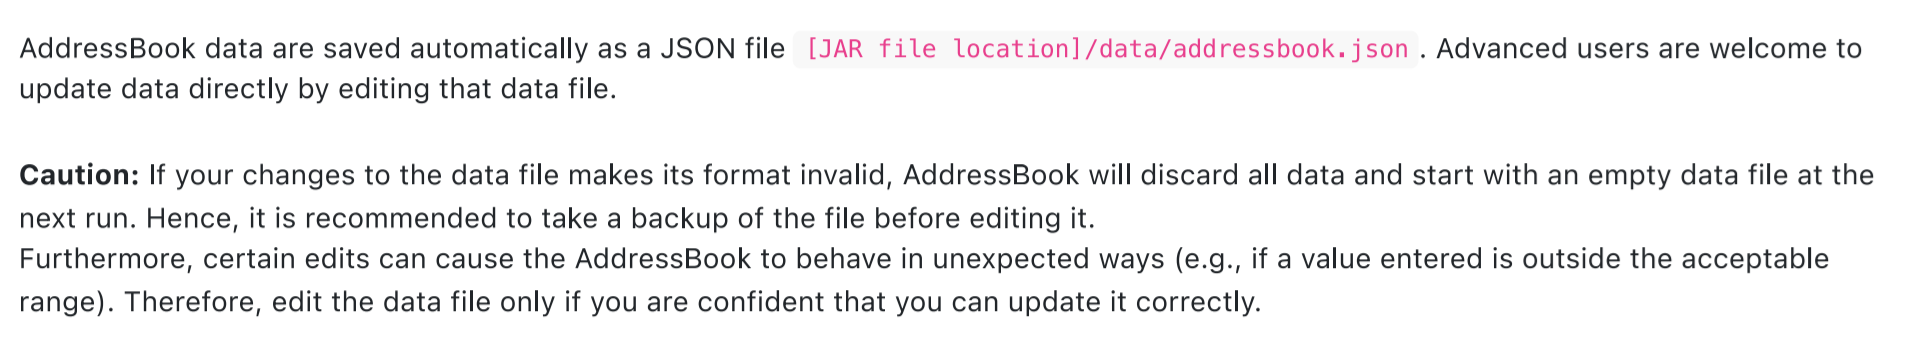 AddressBook data are saved automatically as a JSON file [JAR file location]/data/addressbook.json . Advanced users are welcome to
update data directly by editing that data file.
Caution: If your changes to the data file makes its format invalid, AddressBook will discard all data and start with an empty data file at the
next run. Hence, it is recommended to take a backup of the file before editing it.
Furthermore, certain edits can cause the AddressBook to behave in unexpected ways (e.g., if a value entered is outside the acceptable
range). Therefore, edit the data file only if you are confident that you can update it correctly.